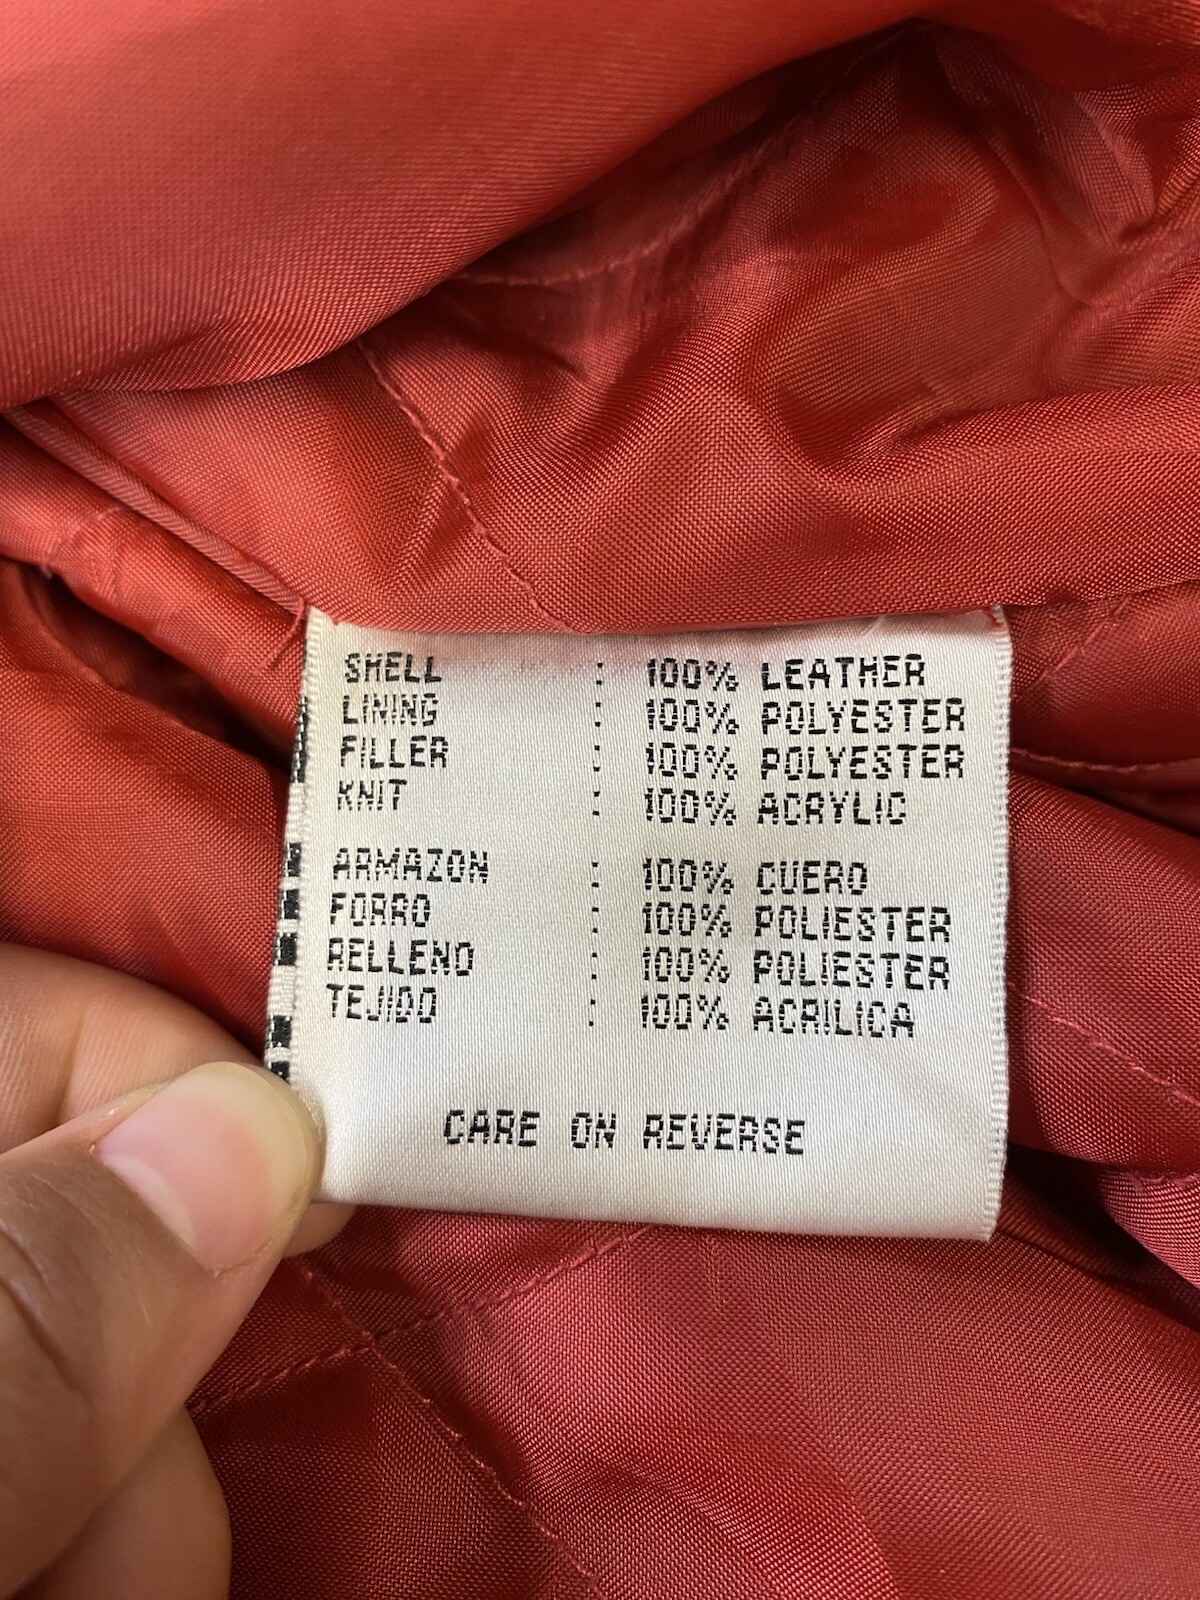 SHELL : 100% LEATHER
LINING : 100% POLYESTER
FILLER : 100% POLYESTER
KNIT : 100% ACRYLIC
ARMAZON : 100% CUERO
FORRO : 100% POLIESTER
RELLENO : 100% POLIESTER
TEJIDO : 100% ACRILICA
CARE ON REVERSE